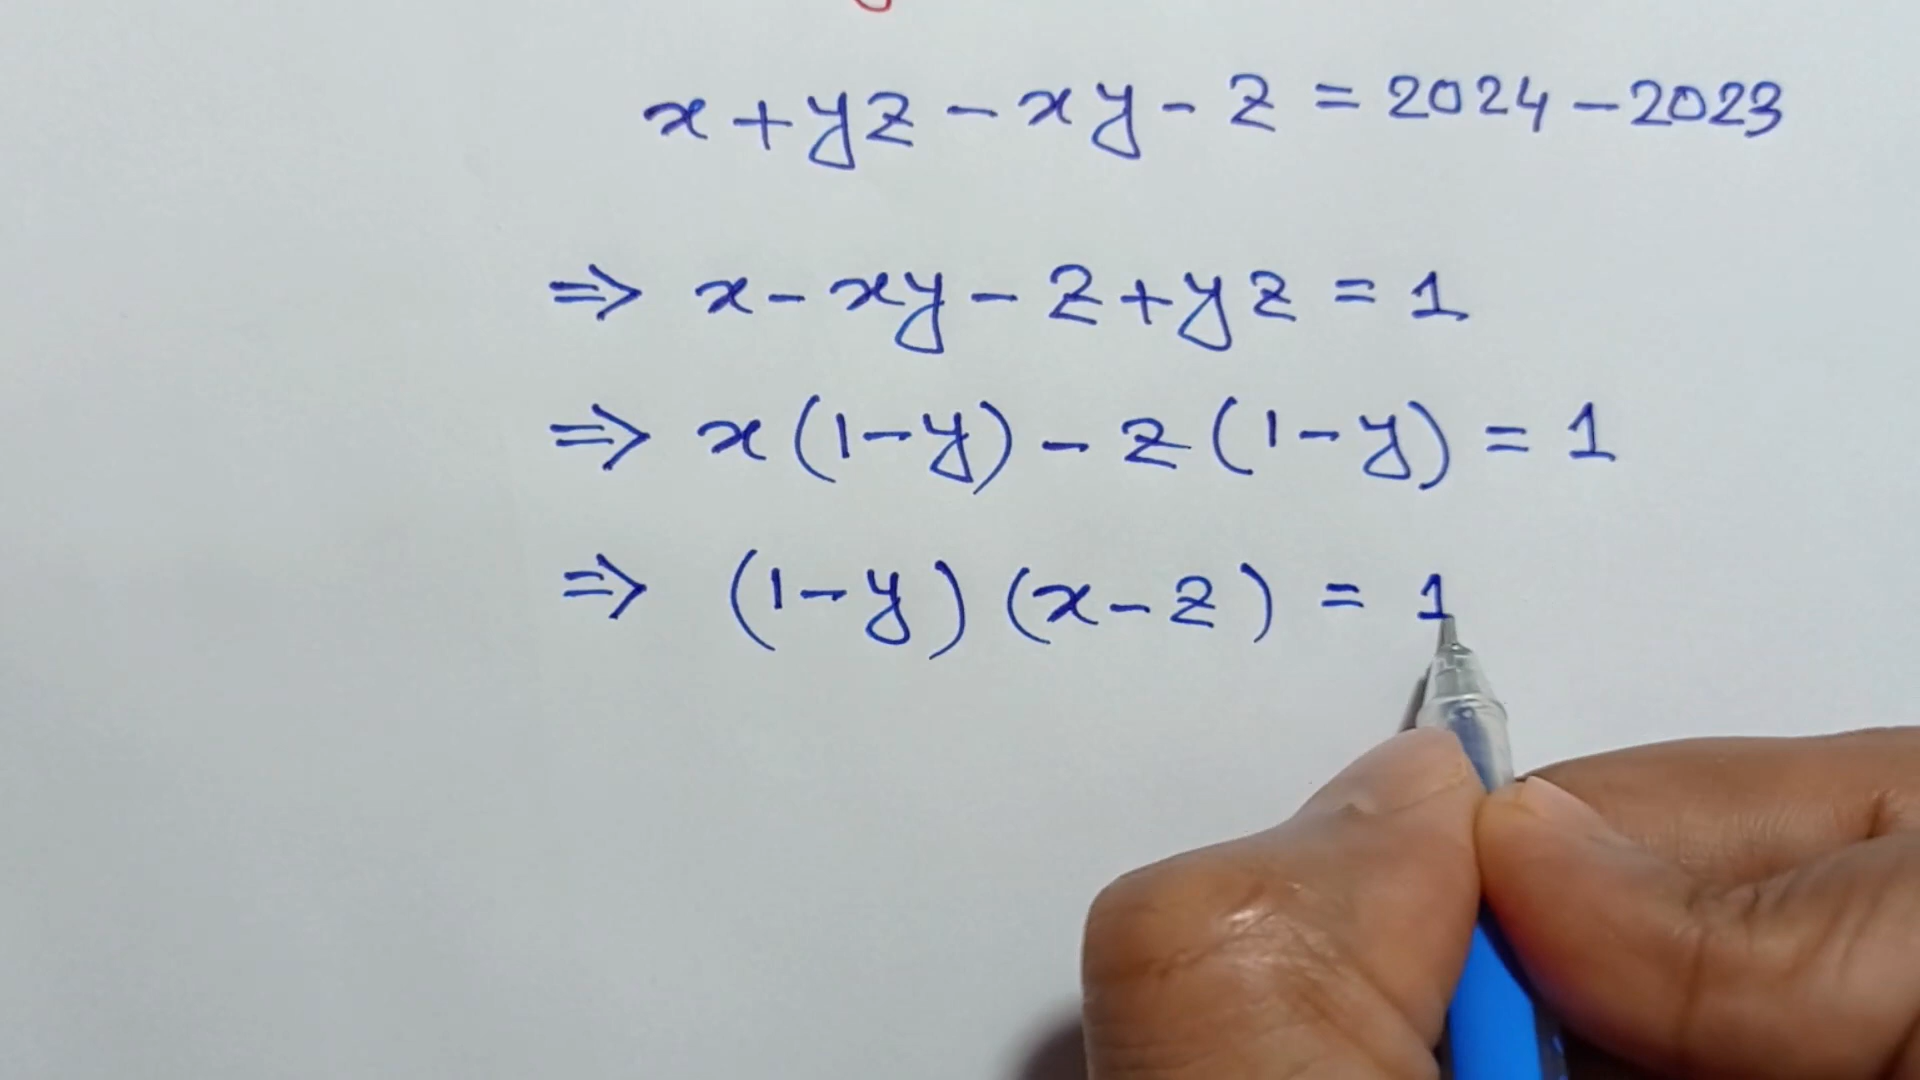 x + yz - xy - z = 2024 - 2023
⇒ x - xy - z + yz = 1
⇒ x(1-y) - z(1-y) = 1
⇒ (1-y)(x-z) = 1